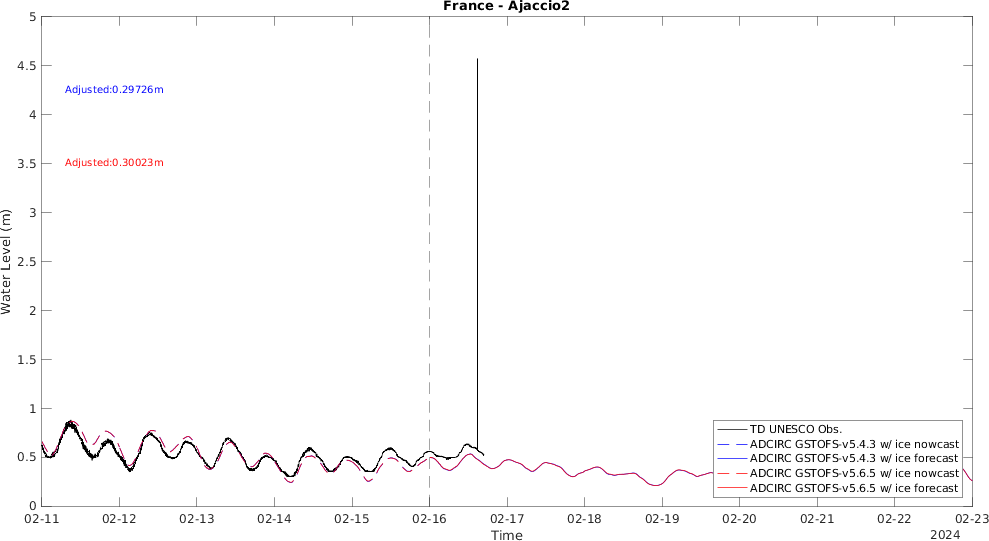 France - Ajaccio2
5
4.5
4
3.5
3
2.5
2
1.5
1
0.5
0
Water Level (m)
Adjusted:0.29726m
Adjusted:0.30023m
TD UNESCO Obs.
ADCIRC GSTOFS-v5.4.3 w/ ice nowcast
ADCIRC GSTOFS-v5.4.3 w/ ice forecast
ADCIRC GSTOFS-v5.6.5 w/ ice nowcast
ADCIRC GSTOFS-v5.6.5 w/ ice forecast
02-11 02-12 02-13 02-14 02-15 02-16 02-17 02-18 02-19 02-20 02-21 02-22 02-23
Time
2024